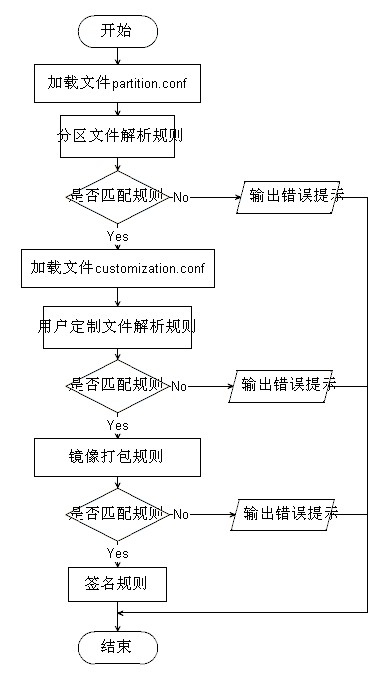 开始
加载文件partition.conf
分区文件解析规则
是否匹配规则
No
输出错误提示
Yes
加载文件customization.conf
用户定制文件解析规则
是否匹配规则
No
输出错误提示
Yes
镜像打包规则
是否匹配规则
No
输出错误提示
Yes
签名规则
结束